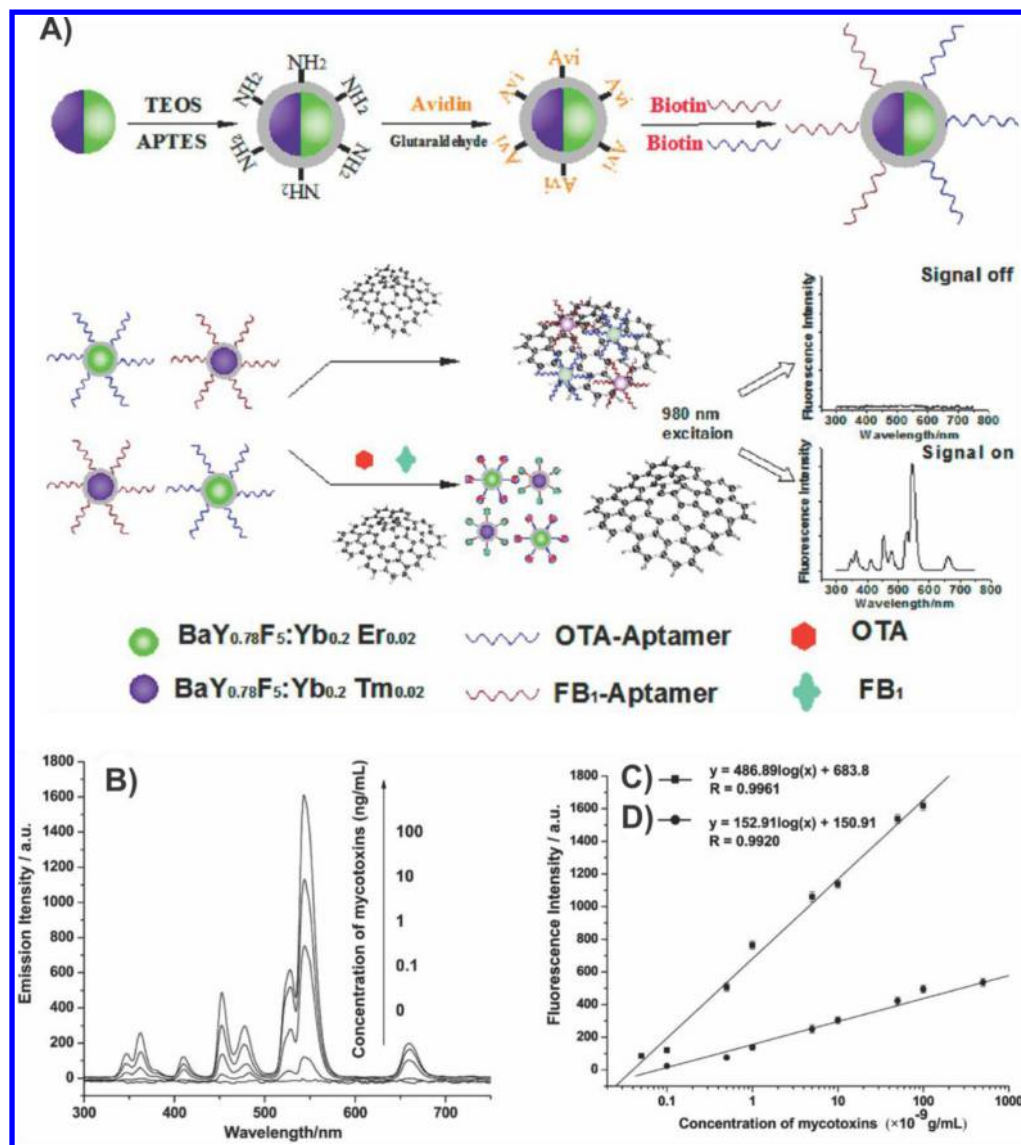 A)
TEOS
APTES
NH2
NH2
NH2
NH2
NH2
NH2
Avidin
Glutaraldehyde
Avi
Avi
Avi
Avi
Avi
Avi
Biotin
Biotin
980 nm
excitaion
Signal off
Fluorescence Intensity
300 400 500 600 700 800
Wavelength/nm
Signal on
Fluorescence Intensity
300 400 500 600 700 800
Wavelength/nm
BaY0.78F5:Yb0.2 Er0.02
OTA-Aptamer
OTA
BaY0.78F5:Yb0.2 Tm0.02
FB1-Aptamer
FB1
B)
Emission Itensity / a.u.
1800
1600
1400
1200
1000
800
600
400
200
0
300 400 500 600 700
Wavelength/nm
Concentration of mycotoxins (ng/mL)
100
10
1
0.1
0
C)
y = 486.89log(x) + 683.8
R = 0.9961
D)
y = 152.91log(x) + 150.91
R = 0.9920
Fluorescence Intensity / a.u.
1800
1600
1400
1200
1000
800
600
400
200
0
0.1 1 10 100 1000
Concentration of mycotoxins (×10-9g/mL)